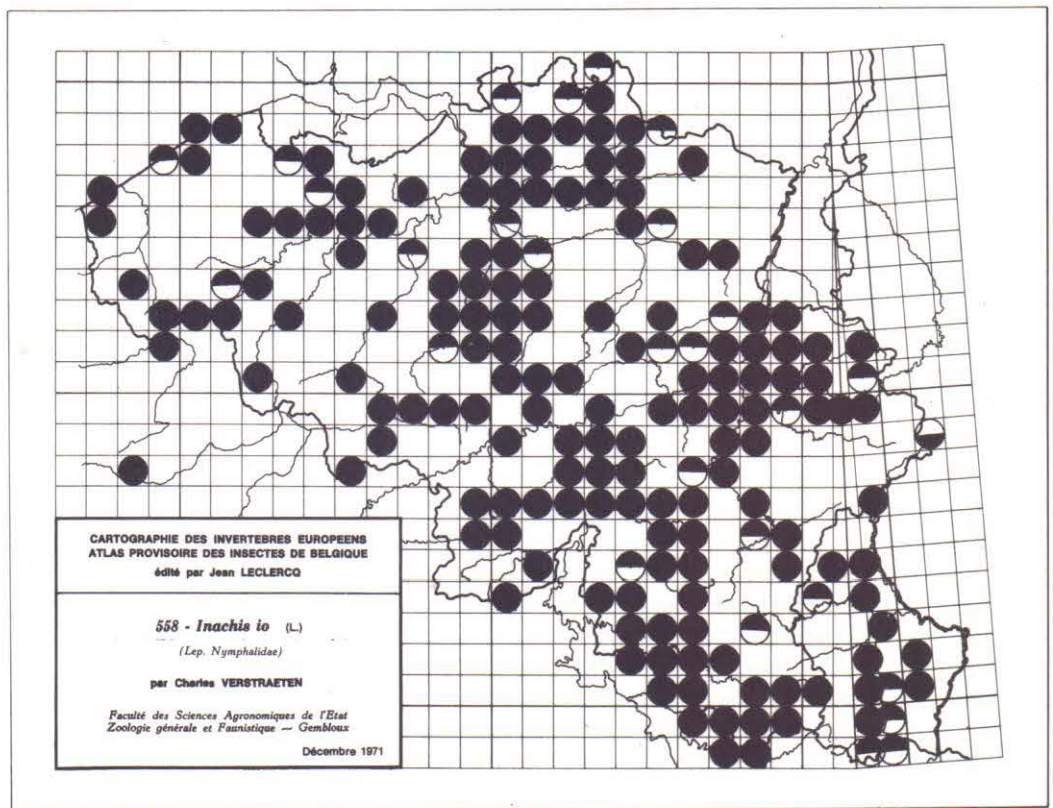 CARTOGRAPHIE DES INVERTEBRES EUROPEENS
ATLAS PROVISOIRE DES INSECTES DE BELGIQUE
édité par Jean LECLERCQ
558 - Inachis io (L.)
(Lep. Nymphalidae)
par Charles VERSTRAETEN
Faculté des Sciences Agronomiques de l'Etat
Zoologie générale et Faunistique — Gembloux
Décembre 1971